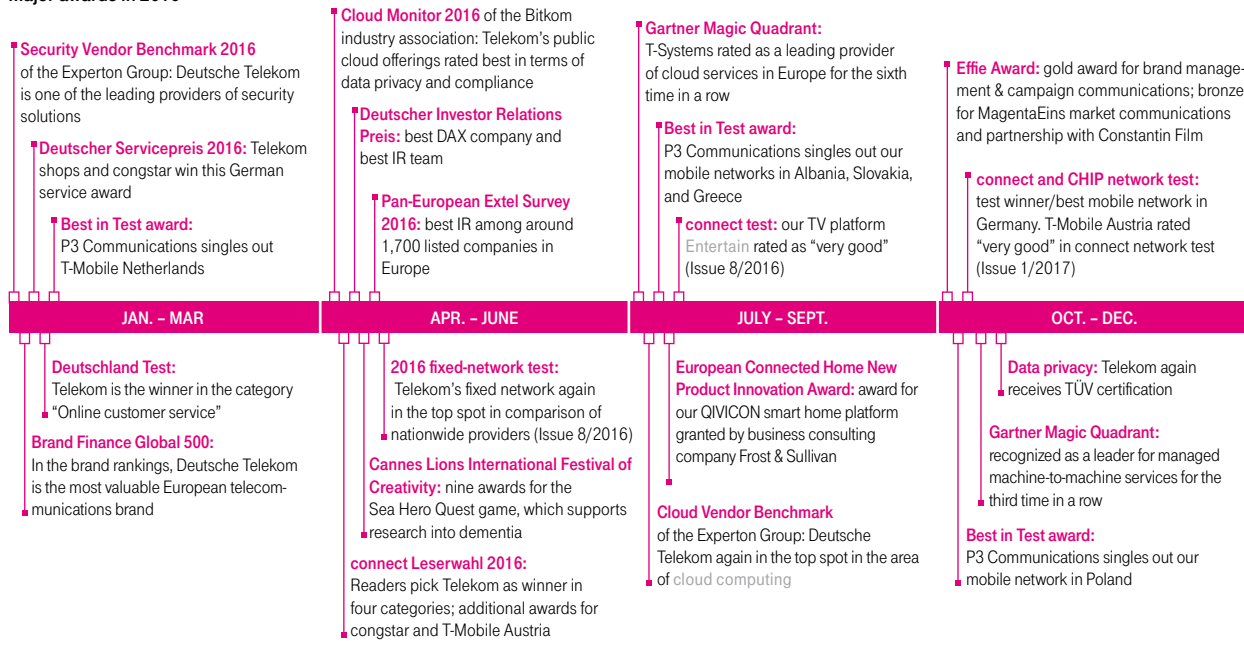 Major awards in 2016
Security Vendor Benchmark 2016
of the Experton Group: Deutsche Telekom
is one of the leading providers of security
solutions
Deutscher Servicepreis 2016: Telekom
shops and congstar win this German
service award
Best in Test award:
P3 Communications singles out
T-Mobile Netherlands
Cloud Monitor 2016 of the Bitkom
industry association: Telekom's public
cloud offerings rated best in terms of
data privacy and compliance
Deutscher Investor Relations
Preis: best DAX company and
best IR team
Pan-European Extel Survey
2016: best IR among around
1,700 listed companies in
Europe
Gartner Magic Quadrant:
T-Systems rated as a leading provider
of cloud services in Europe for the sixth
time in a row
Best in Test award:
P3 Communications singles out our
mobile networks in Albania, Slovakia,
and Greece
connect test: our TV platform
Entertain rated as “very good”
(Issue 8/2016)
Effie Award: gold award for brand manage-
ment & campaign communications; bronze
for MagentaEins market communications
and partnership with Constantin Film
connect and CHIP network test:
test winner/best mobile network in
Germany. T-Mobile Austria rated
“very good” in connect network test
(Issue 1/2017)
JAN. – MAR
APR. – JUNE
JULY – SEPT.
OCT. – DEC.
Deutschland Test:
Telekom is the winner in the category
“Online customer service”
Brand Finance Global 500:
In the brand rankings, Deutsche Telekom
is the most valuable European telecom-
munications brand
2016 fixed-network test:
Telekom's fixed network again
in the top spot in comparison of
nationwide providers (Issue 8/2016)
Cannes Lions International Festival of
Creativity: nine awards for the
Sea Hero Quest game, which supports
research into dementia
connect Leserwahl 2016:
Readers pick Telekom as winner in
four categories; additional awards for
congstar and T-Mobile Austria
European Connected Home New
Product Innovation Award: award for
our QIVICON smart home platform
granted by business consulting
company Frost & Sullivan
Cloud Vendor Benchmark
of the Experton Group: Deutsche
Telekom again in the top spot in the area
of cloud computing
Data privacy: Telekom again
receives TÜV certification
Gartner Magic Quadrant:
recognized as a leader for managed
machine-to-machine services for the
third time in a row
Best in Test award:
P3 Communications singles out our
mobile network in Poland